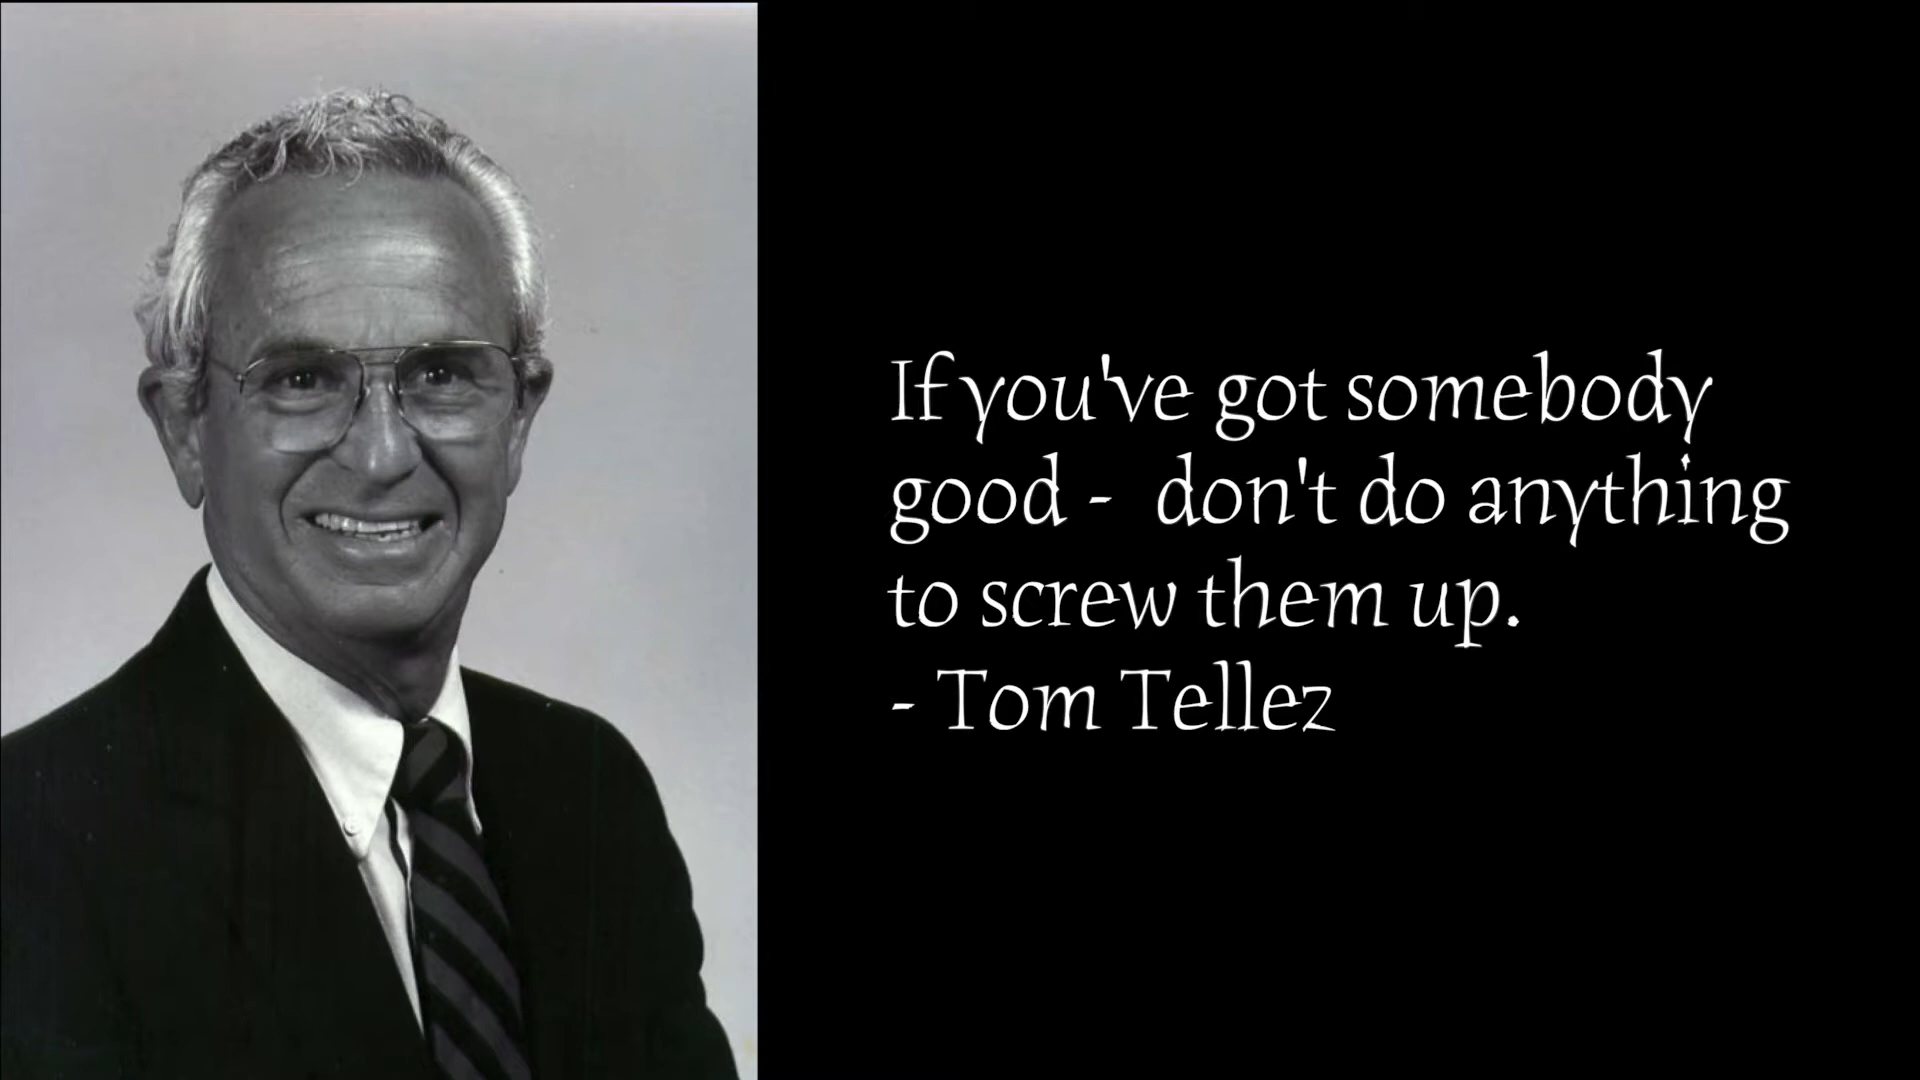 If you've got somebody
good -  don't do anything
to screw them up.
- Tom Tellez